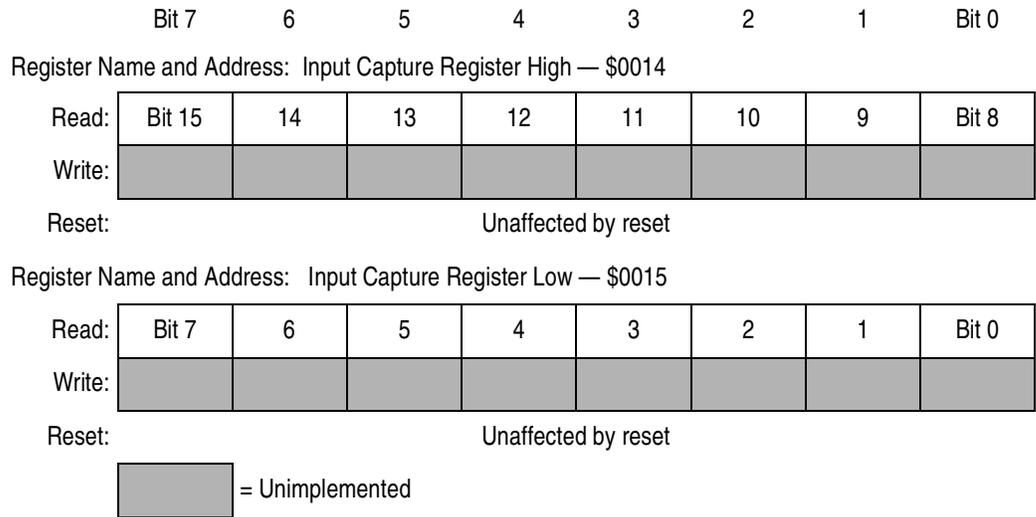 Bit 7 6 5 4 3 2 1 Bit 0
Register Name and Address: Input Capture Register High — $0014
Read: Bit 15 14 13 12 11 10 9 Bit 8
Write:
Reset: Unaffected by reset
Register Name and Address: Input Capture Register Low — $0015
Read: Bit 7 6 5 4 3 2 1 Bit 0
Write:
Reset: Unaffected by reset
= Unimplemented